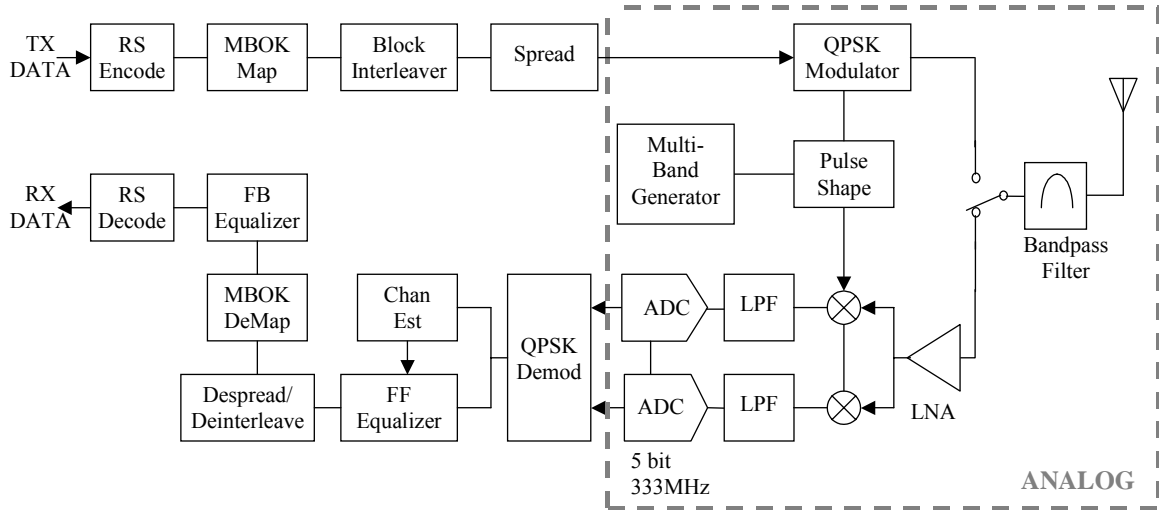 TX
DATA
RS
Encode
MBOK
Map
Block
Interleaver
Spread
QPSK
Modulator
Multi-
Band
Generator
Pulse
Shape
Bandpass
Filter
RX
DATA
RS
Decode
FB
Equalizer
MBOK
DeMap
Chan
Est
QPSK
Demod
ADC
LPF
Despread/
Deinterleave
FF
Equalizer
ADC
LPF
LNA
5 bit
333MHz
ANALOG